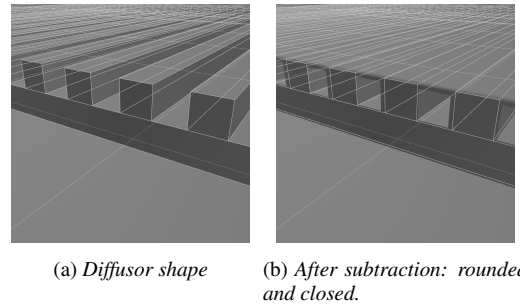 (a) Diffusor shape
(b) After subtraction: rounded
and closed.